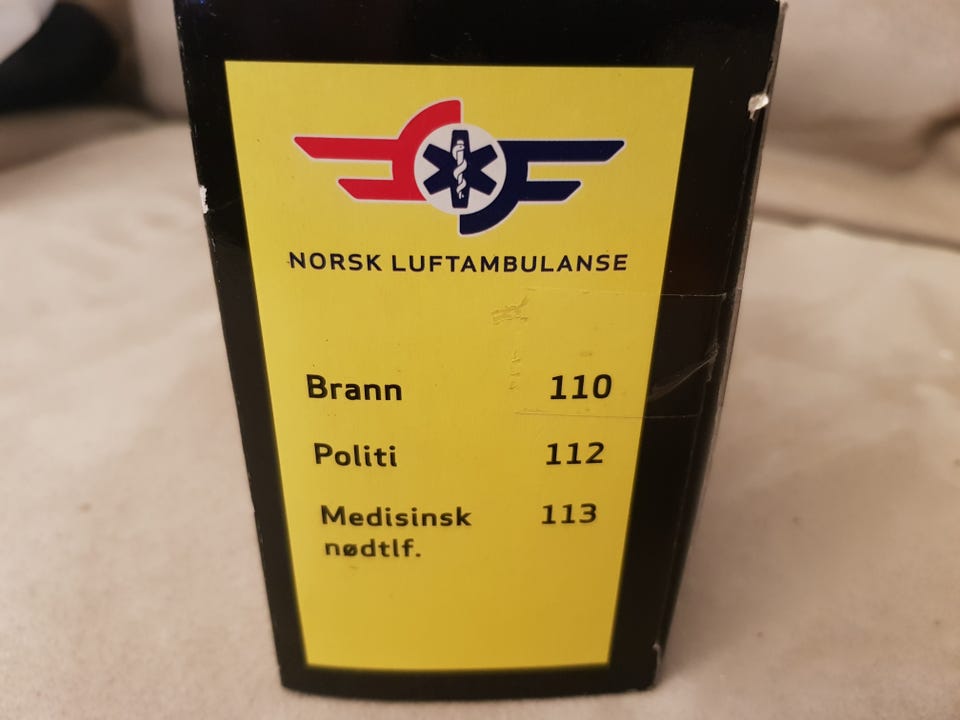 NORSK LUFTAMBULANSE
Brann 110
Politi 112
Medisinsk 113
nødtlf.